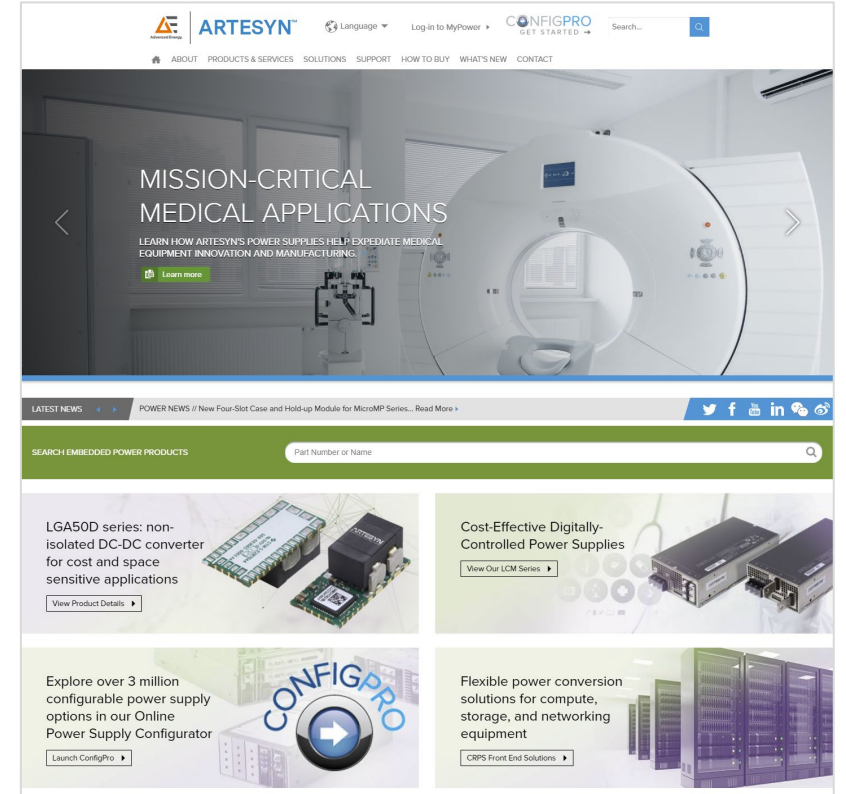 Advanced Energy
ARTESYN™
Language
Log-in to MyPower
CONFIGPRO
GET STARTED
Search...
ABOUT PRODUCTS & SERVICES SOLUTIONS SUPPORT HOW TO BUY WHAT'S NEW CONTACT
MISSION-CRITICAL
MEDICAL APPLICATIONS
LEARN HOW ARTESYN'S POWER SUPPLIES HELP EXPEDIATE MEDICAL
EQUIPMENT INNOVATION AND MANUFACTURING.
Learn more
LATEST NEWS
POWER NEWS // New Four-Slot Case and Hold-up Module for MicroMP Series... Read More
SEARCH EMBEDDED POWER PRODUCTS
Part Number or Name
LGA50D series: non-
isolated DC-DC converter
for cost and space
sensitive applications
View Product Details
ARTESYN
Cost-Effective Digitally-
Controlled Power Supplies
View Our LCM Series
Explore over 3 million
configurable power supply
options in our Online
Power Supply Configurator
Launch ConfigPro
CONFIGPRO
Flexible power conversion
solutions for compute,
storage, and networking
equipment
CRPS Front End Solutions